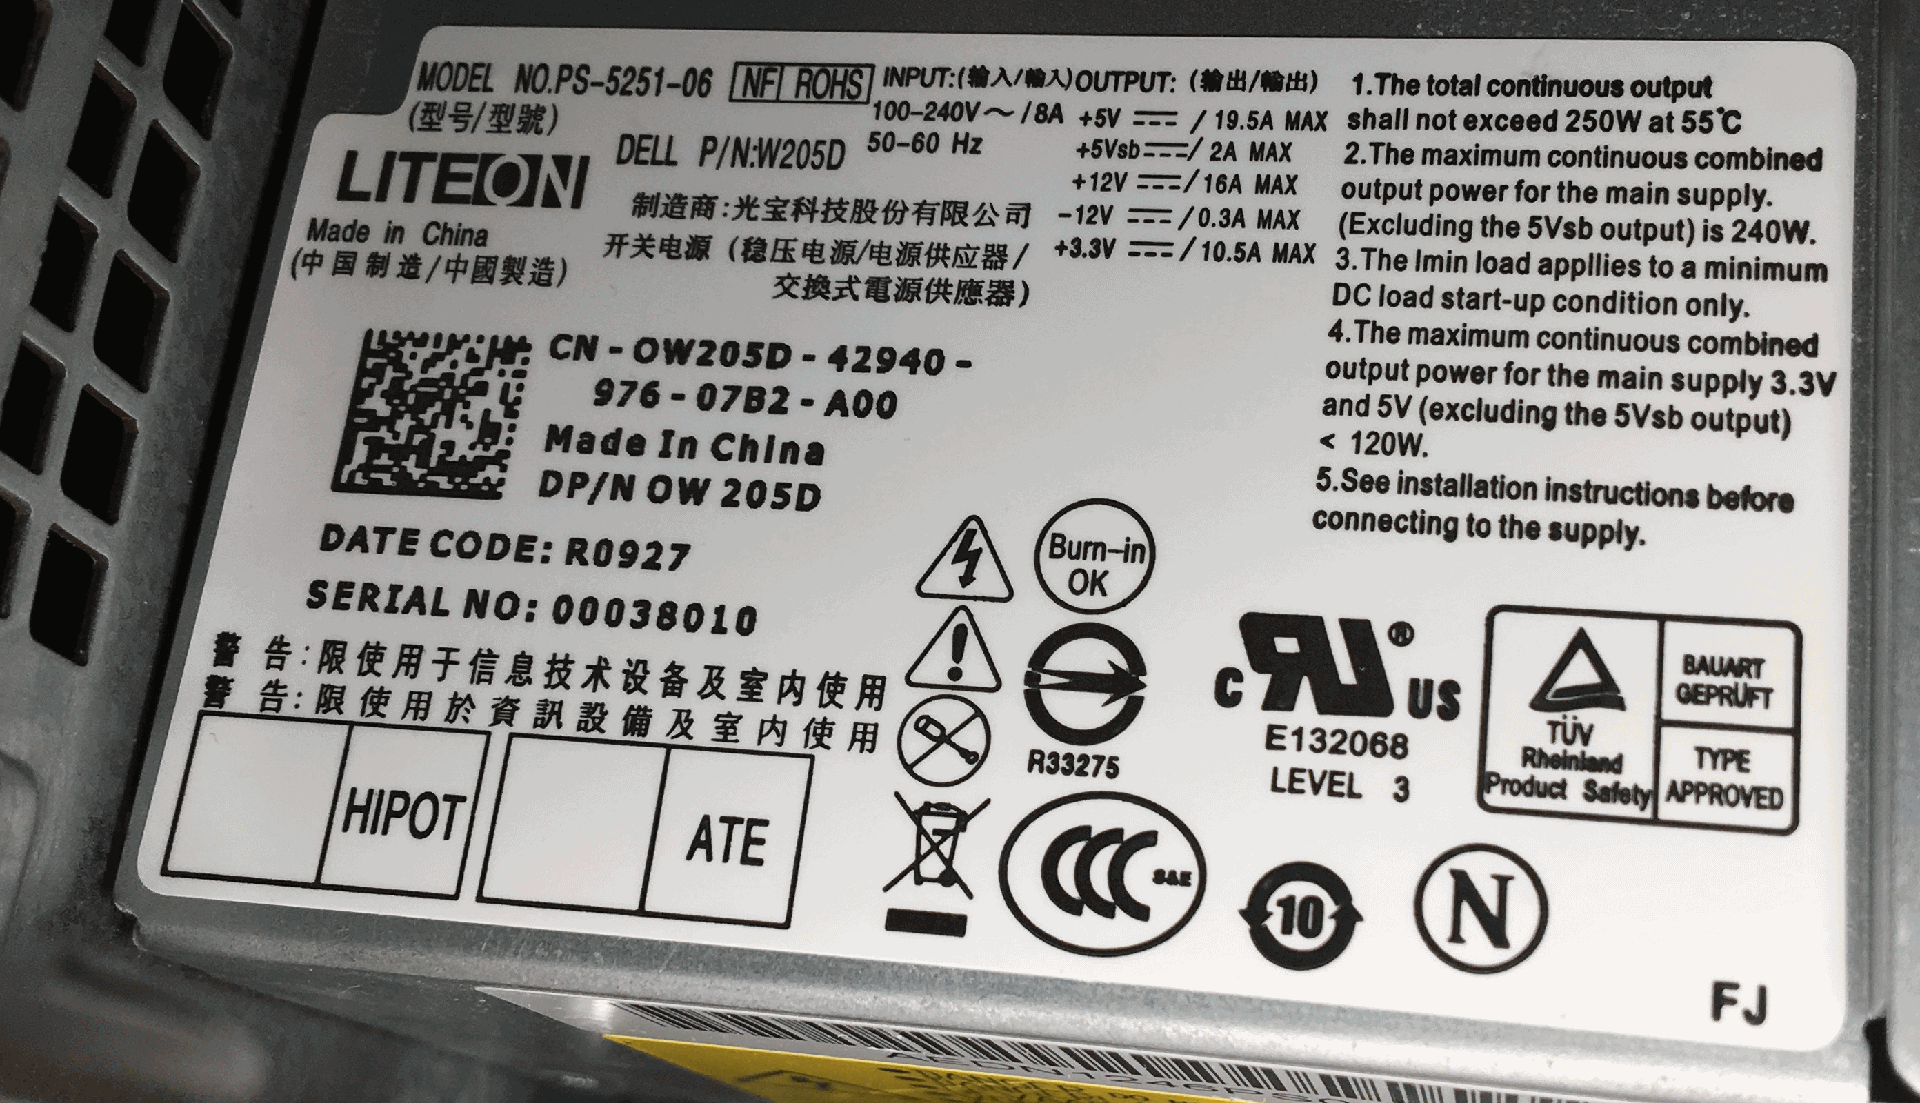 MODEL NO.PS-5251-06 NF ROHS
(型号/型號)
DELL P/N:W205D
LITEON
Made in China
(中国制造/中國製造)
制造商:光宝科技股份有限公司
开关电源（稳压电源/电源供应器/
交換式電源供應器）
INPUT:(输入/輸入)
100-240V～/8A
50-60 Hz
OUTPUT: (输出/輸出)
+5V ⎓ / 19.5A MAX
+5Vsb ⎓ / 2A MAX
+12V ⎓ / 16A MAX
-12V ⎓ / 0.3A MAX
+3.3V ⎓ / 10.5A MAX
1.The total continuous output
shall not exceed 250W at 55℃
2.The maximum continuous combined
output power for the main supply.
(Excluding the 5Vsb output) is 240W.
3.The Imin load appllies to a minimum
DC load start-up condition only.
4.The maximum continuous combined
output power for the main supply 3.3V
and 5V (excluding the 5Vsb output)
< 120W.
5.See installation instructions before
connecting to the supply.
CN-0W205D-42940-
976-07B2-A00
Made In China
DP/N 0W205D
DATE CODE: R0927
SERIAL NO: 00038010
警 告:限使用于信息技术设备及室内使用
警 告:限使用於資訊設備及室內使用
HIPOT
ATE
Burn-in
OK
R33275
CCC S&E
c RU ® US
E132068
LEVEL 3
TÜV
Rheinland
Product Safety
BAUART
GEPRÜFT
TYPE
APPROVED
10
N
FJ